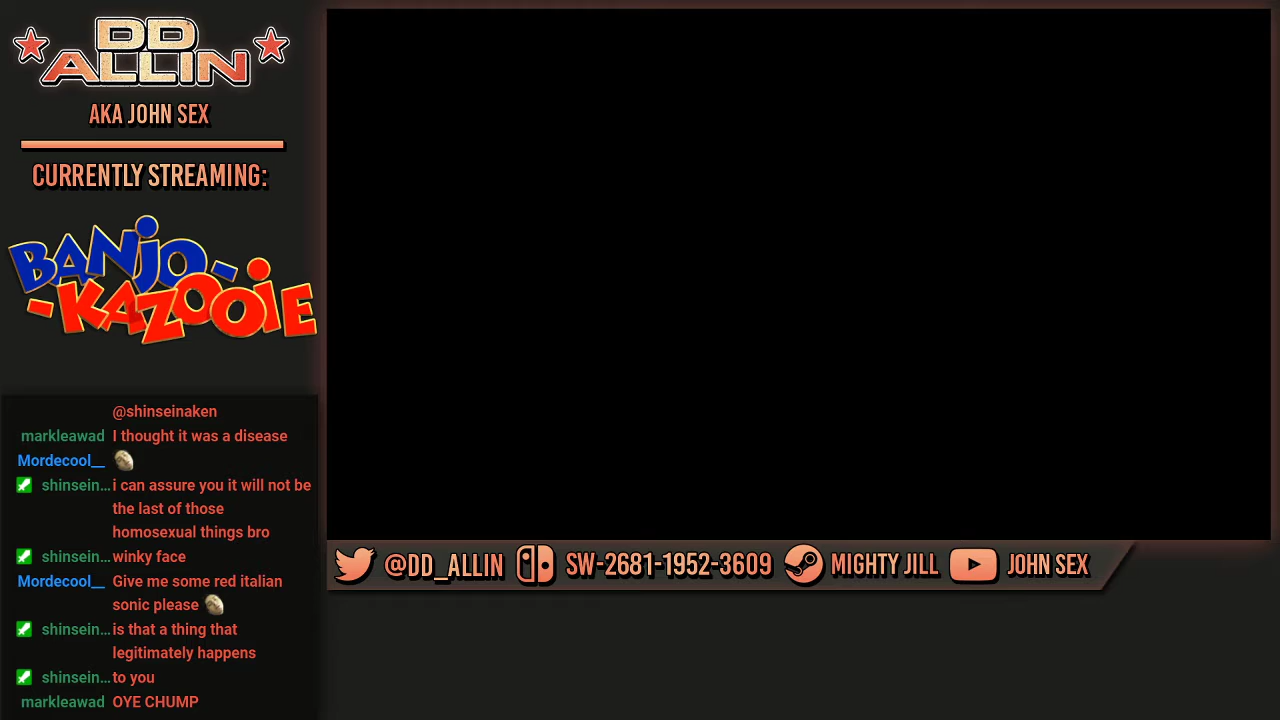 DD
ALLIN
AKA JOHN SEX
CURRENTLY STREAMING:
BANJO-
-KAZOOIE
@shinseinaken
markleawad I thought it was a disease
Mordecool__
shinsein... i can assure you it will not be
the last of those
homosexual things bro
shinsein... winky face
Mordecool__ Give me some red italian
sonic please
shinsein... is that a thing that
legitimately happens
shinsein... to you
markleawad OYE CHUMP
@DD_ALLIN SW-2681-1952-3609 MIGHTY JILL JOHN SEX